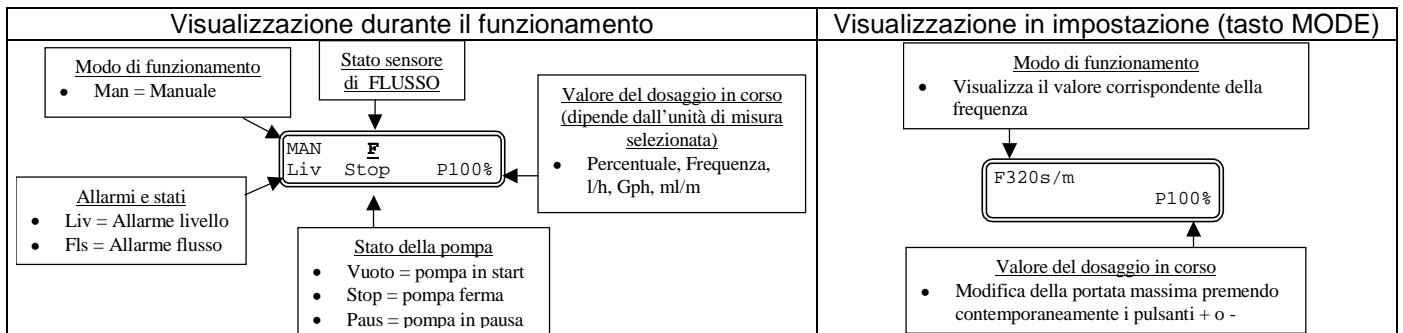 Visualizzazione durante il funzionamento
Modo di funzionamento
• Man = Manuale
Stato sensore
di FLUSSO
Valore del dosaggio in corso
(dipende dall'unità di misura
selezionata)
• Percentuale, Frequenza,
l/h, Gph, ml/m
MAN F
Liv Stop P100%
Allarmi e stati
• Liv = Allarme livello
• Fls = Allarme flusso
Stato della pompa
• Vuoto = pompa in start
• Stop = pompa ferma
• Paus = pompa in pausa
Visualizzazione in impostazione (tasto MODE)
Modo di funzionamento
• Visualizza il valore corrispondente della
frequenza
F320s/m
P100%
Valore del dosaggio in corso
• Modifica della portata massima premendo
contemporaneamente i pulsanti + o -